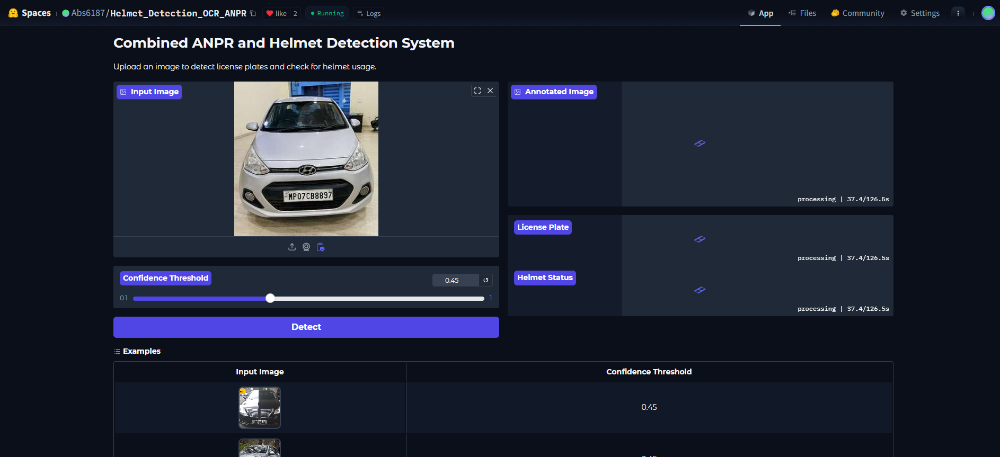 Spaces
Abs6187/Helmet_Detection_OCR_ANPR
like 2
Running
Logs
App
Files
Community
Settings
Combined ANPR and Helmet Detection System
Upload an image to detect license plates and check for helmet usage.
Input Image
MP07CB8897
Annotated Image
processing | 37.4/126.5s
License Plate
processing | 37.4/126.5s
Helmet Status
processing | 37.4/126.5s
Confidence Threshold
0.45
0.1
1
Detect
Examples
Input Image Confidence Threshold
0.45